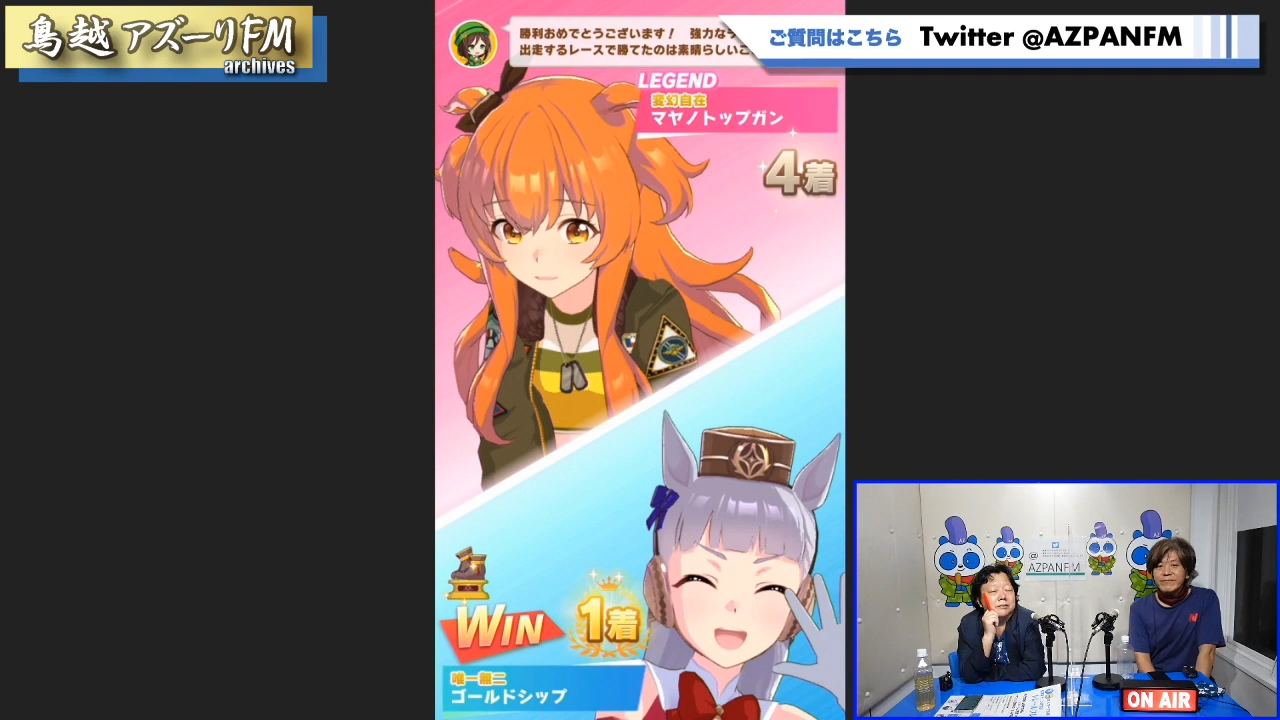 鳥越アズーリFM
archives
勝利おめでとうございます! 強力な
出走するレースで勝てたのは素晴らしいこ
ご質問はこちら Twitter @AZPANFM
LEGEND
変幻自在
マヤノトップガン
4着
WIN
1着
唯一無二
ゴールドシップ
@
AZPANFM
ON AIR